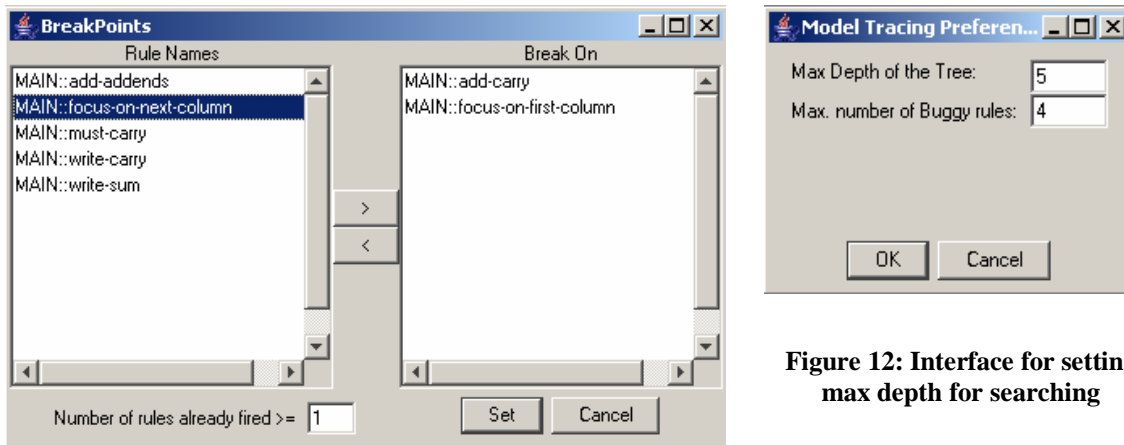 BreakPoints
Rule Names
MAIN::add-addends
MAIN::focus-on-next-column
MAIN::must-carry
MAIN::write-carry
MAIN::write-sum
>
<
Break On
MAIN::add-carry
MAIN::focus-on-first-column
Number of rules already fired >= 1
Set Cancel
Model Tracing Preferen...
Max Depth of the Tree: 5
Max. number of Buggy rules: 4
OK Cancel
Figure 12: Interface for settin
max depth for searching